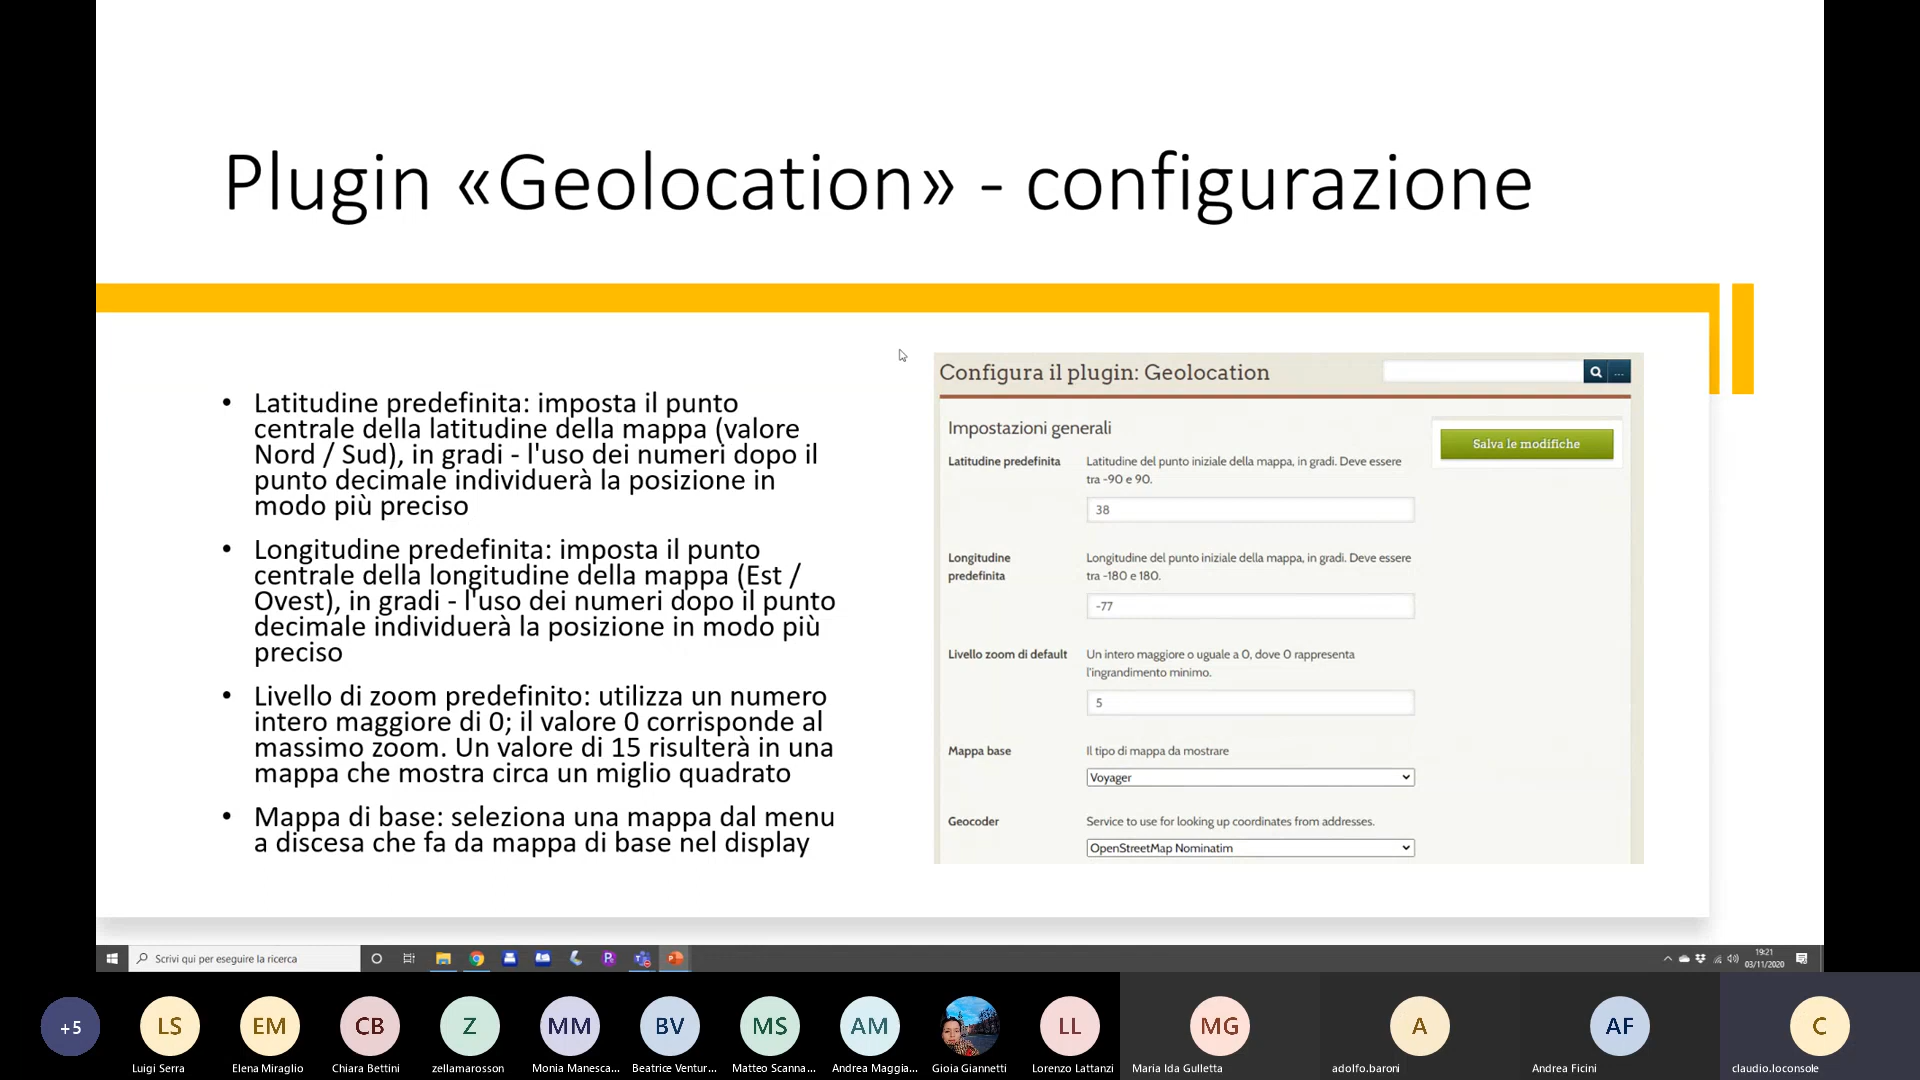 Plugin «Geolocation» - configurazione
• Latitudine predefinita: imposta il punto
centrale della latitudine della mappa (valore
Nord / Sud), in gradi - l'uso dei numeri dopo il
punto decimale individuerà la posizione in
modo più preciso
• Longitudine predefinita: imposta il punto
centrale della longitudine della mappa (Est /
Ovest), in gradi - l'uso dei numeri dopo il punto
decimale individuerà la posizione in modo più
preciso
• Livello di zoom predefinito: utilizza un numero
intero maggiore di 0; il valore 0 corrisponde al
massimo zoom. Un valore di 15 risulterà in una
mappa che mostra circa un miglio quadrato
• Mappa di base: seleziona una mappa dal menu
a discesa che fa da mappa di base nel display
Configura il plugin: Geolocation
...
Impostazioni generali
Salva le modifiche
Latitudine predefinita
Latitudine del punto iniziale della mappa, in gradi. Deve essere
tra -90 e 90.
38
Longitudine
predefinita
Longitudine del punto iniziale della mappa, in gradi. Deve essere
tra -180 e 180.
-77
Livello zoom di default
Un intero maggiore o uguale a 0, dove 0 rappresenta
l'ingrandimento minimo.
5
Mappa base
Il tipo di mappa da mostrare
Voyager
Geocoder
Service to use for looking up coordinates from addresses.
OpenStreetMap Nominatim
Scrivi qui per eseguire la ricerca
19:21
03/11/2020
+5
LS
EM
CB
Z
MM
BV
MS
AM
LL
MG
A
AF
C
Luigi Serra
Elena Miraglio
Chiara Bettini
zellamarosson
Monia Manesca...
Beatrice Ventur...
Matteo Scanna...
Andrea Maggia...
Gioia Giannetti
Lorenzo Lattanzi
Maria Ida Gulletta
adolfo.baroni
Andrea Ficini
claudio.loconsole